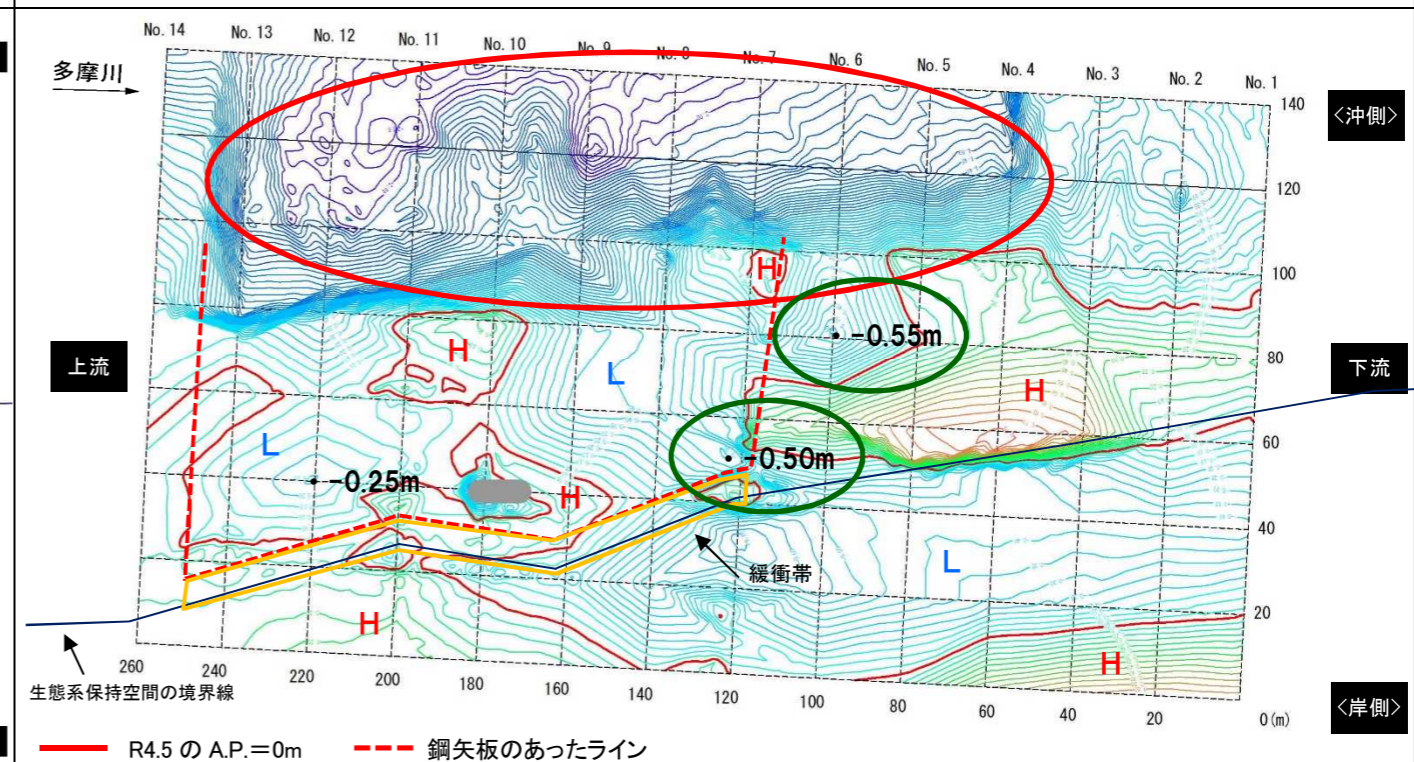 No. 14 No. 13 No. 12 No. 11 No. 10 No. 9 No. 8 No. 7 No. 6 No. 5 No. 4 No. 3 No. 2 No. 1
多摩川
140
<沖側>
120
100
H
-0.55m
80
上流
下流
H
L
H
60
L
-0.50m
-0.25m
H
40
L
緩衝帯
20
H
H
生態系保持空間の境界線
260 240 220 200 180 160 140 120 100 80 60 40 20 0(m)
<岸側>
R4.5 の A.P.=0m
鋼矢板のあったライン